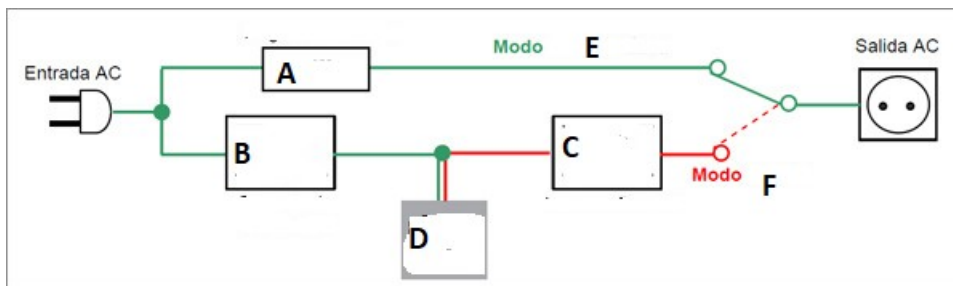 Modo E
Salida AC
Entrada AC
A
B
C
Modo F
D